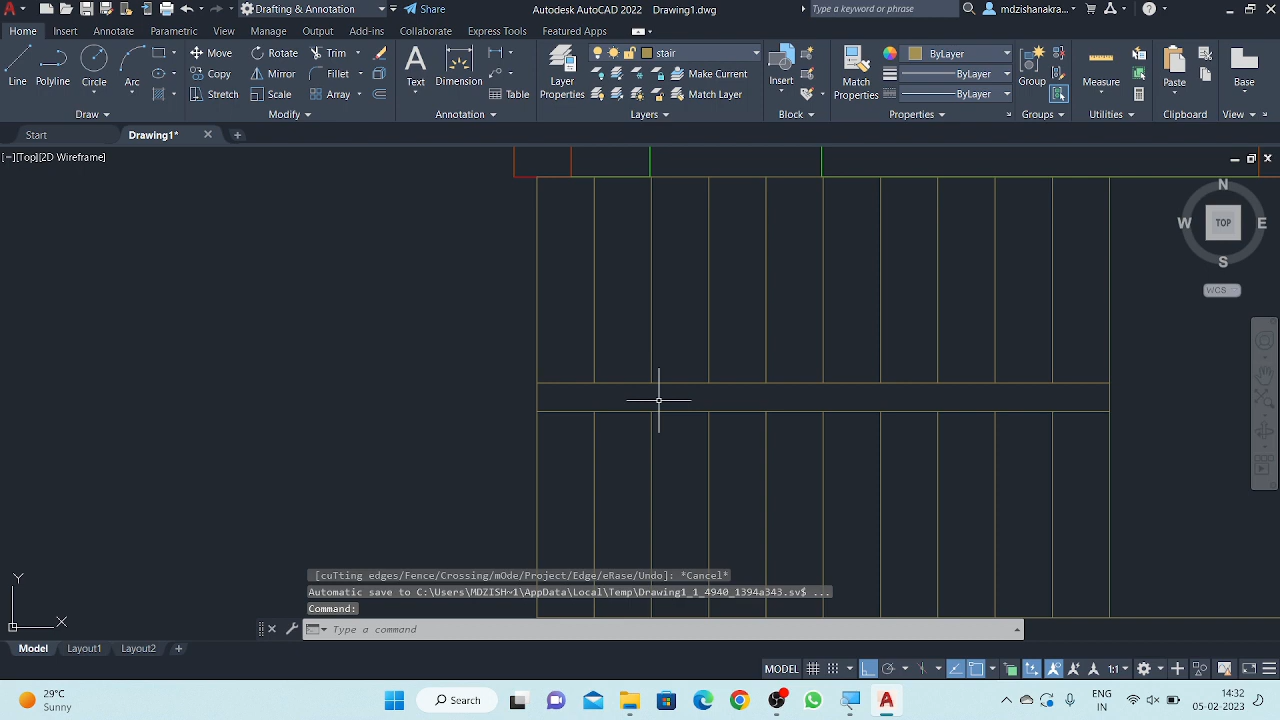 Drafting & Annotation
Share
Autodesk AutoCAD 2022 Drawing1.dwg
Type a keyword or phrase
mdzishanakra...
Home Insert Annotate Parametric View Manage Output Add-ins Collaborate Express Tools Featured Apps
Line Polyline Circle Arc
Move Rotate Trim
Copy Mirror Fillet
Stretch Scale Array
Text Dimension
Table
Layer Properties
stair
Make Current
Match Layer
Insert
Match Properties
ByLayer
ByLayer
ByLayer
Group
Measure
Paste
Base
Draw Modify Annotation Layers Block Properties Groups Utilities Clipboard View
Start Drawing1*
[−][Top][2D Wireframe]
N
W TOP E
S
WCS
[cuTting edges/Fence/Crossing/mOde/Project/Edge/eRase/Undo]: *Cancel*
Automatic save to C:\Users\MDZISH~1\AppData\Local\Temp\Drawing1_1_4940_1394a343.sv$ ...
Command:
Type a command
Y
X
Model Layout1 Layout2
MODEL 1:1
29°C
Sunny
Search
ENG
IN
14:32
05-02-2023